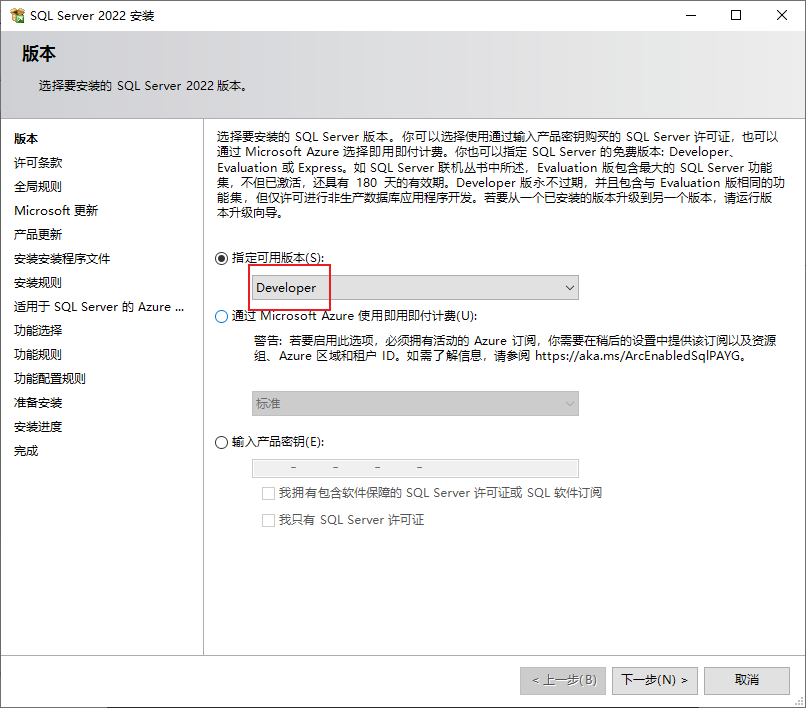 SQL Server 2022 安装
版本
选择要安装的 SQL Server 2022 版本。
版本
许可条款
全局规则
Microsoft 更新
产品更新
安装安装程序文件
安装规则
适用于 SQL Server 的 Azure ...
功能选择
功能规则
功能配置规则
准备安装
安装进度
完成
选择要安装的 SQL Server 版本。你可以选择使用通过输入产品密钥购买的 SQL Server 许可证，也可以
通过 Microsoft Azure 选择即用即付计费。你也可以指定 SQL Server 的免费版本: Developer、
Evaluation 或 Express。如 SQL Server 联机丛书中所述，Evaluation 版包含最大的 SQL Server 功能
集，不但已激活，还具有 180 天的有效期。Developer 版永不过期，并且包含与 Evaluation 版相同的功
能集，但仅许可进行非生产数据库应用程序开发。若要从一个已安装的版本升级到另一个版本，请运行版
本升级向导。
指定可用版本(S):
Developer
通过 Microsoft Azure 使用即用即付计费(U):
警告: 若要启用此选项，必须拥有活动的 Azure 订阅，你需要在稍后的设置中提供该订阅以及资源
组、Azure 区域和租户 ID。如需了解信息，请参阅 https://aka.ms/ArcEnabledSqlPAYG。
标准
输入产品密钥(E):
- - - -
我拥有包含软件保障的 SQL Server 许可证或 SQL 软件订阅
我只有 SQL Server 许可证
< 上一步(B) 下一步(N) > 取消